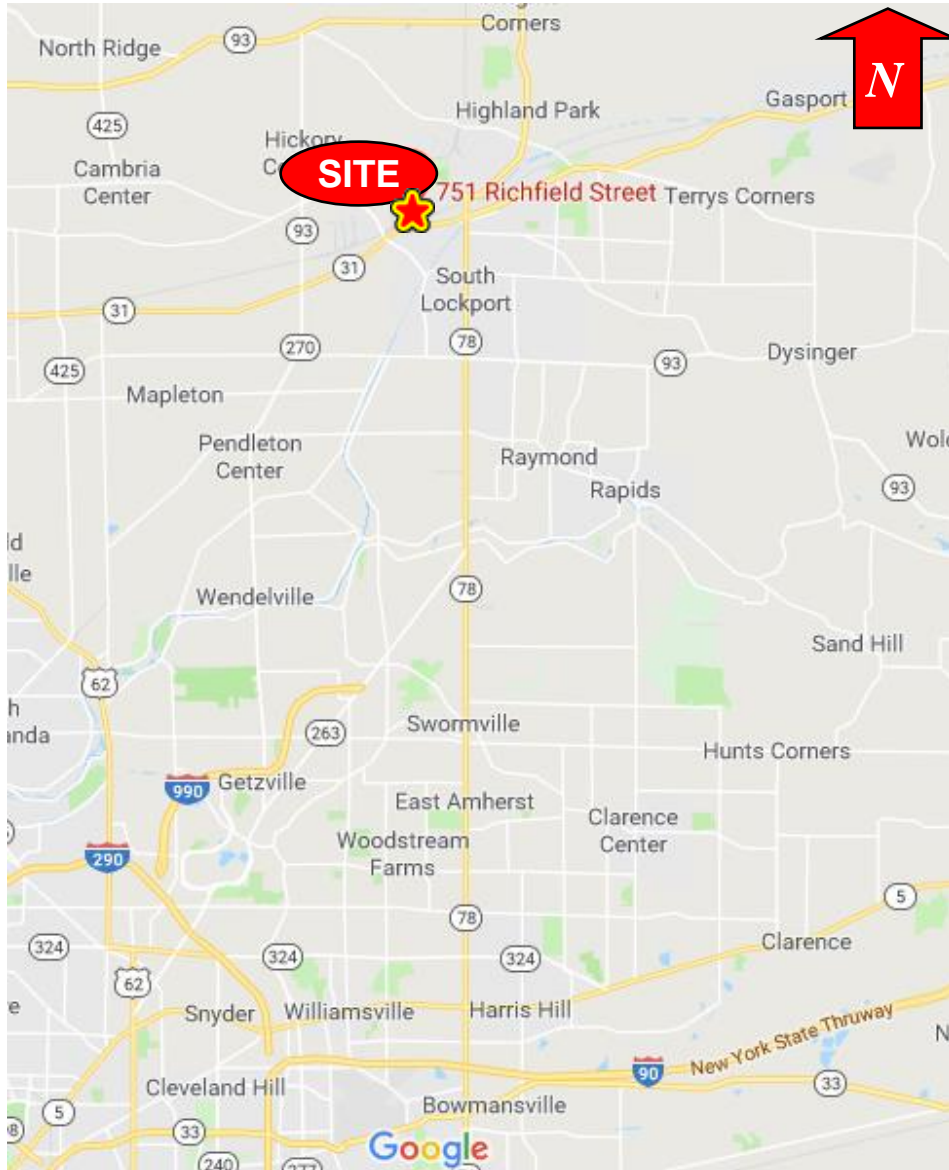 Corners
93
North Ridge
N
Gasport
Highland Park
425
Hickory
SITE
Cambria
Center
751 Richfield Street
Terrys Corners
93
31
South
Lockport
31
78
270
93
Dysinger
425
Mapleton
Pendleton
Center
Raymond
Rapids
93
78
Wendelville
Sand Hill
62
263
Swormville
Hunts Corners
990
Getzville
East Amherst
Clarence
Center
Woodstream
Farms
290
5
78
Clarence
324
324
324
62
Snyder
Williamsville
Harris Hill
New York State Thruway
90
33
Cleveland Hill
Bowmansville
5
33
Google
240
277